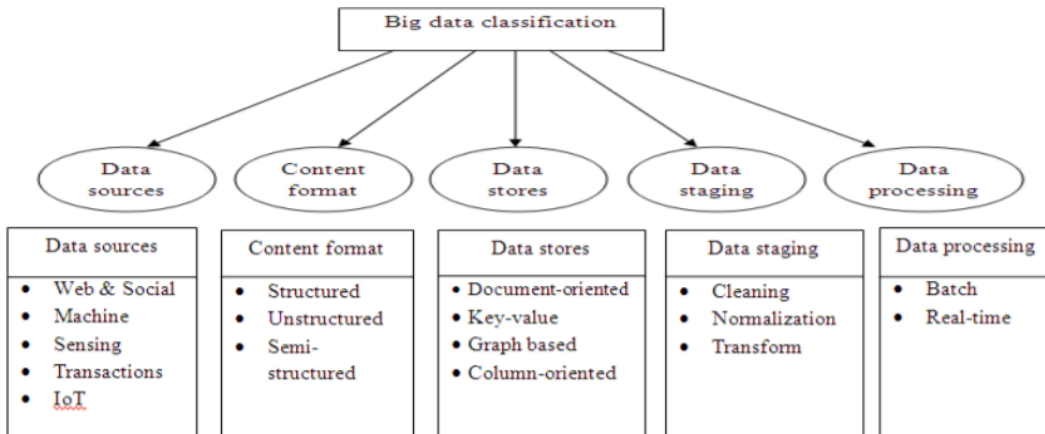 Big data classification
Data
sources
Content
format
Data
stores
Data
staging
Data
processing
Data sources
• Web & Social
• Machine
• Sensing
• Transactions
• IoT
Content format
• Structured
• Unstructured
• Semi-
structured
Data stores
• Document-oriented
• Key-value
• Graph based
• Column-oriented
Data staging
• Cleaning
• Normalization
• Transform
Data processing
• Batch
• Real-time